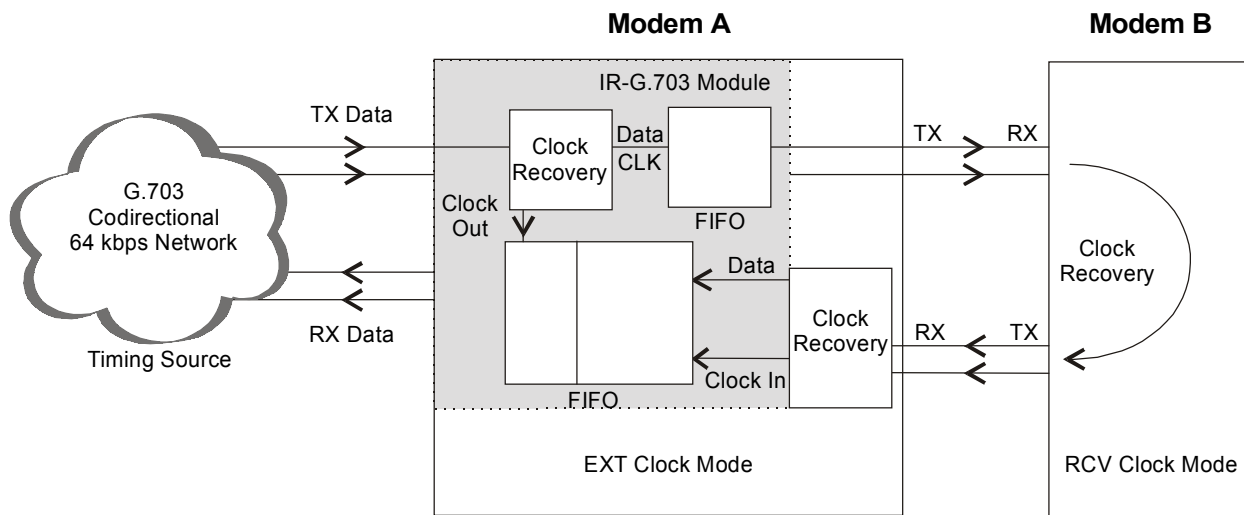 Modem A
Modem B
IR-G.703 Module
TX Data
Clock
Recovery
Data
CLK
TX
RX
G.703
Codirectional
64 kbps Network
Clock
Out
FIFO
Clock
Recovery
Data
RX Data
Clock
Recovery
RX
TX
Timing Source
Clock In
FIFO
EXT Clock Mode
RCV Clock Mode